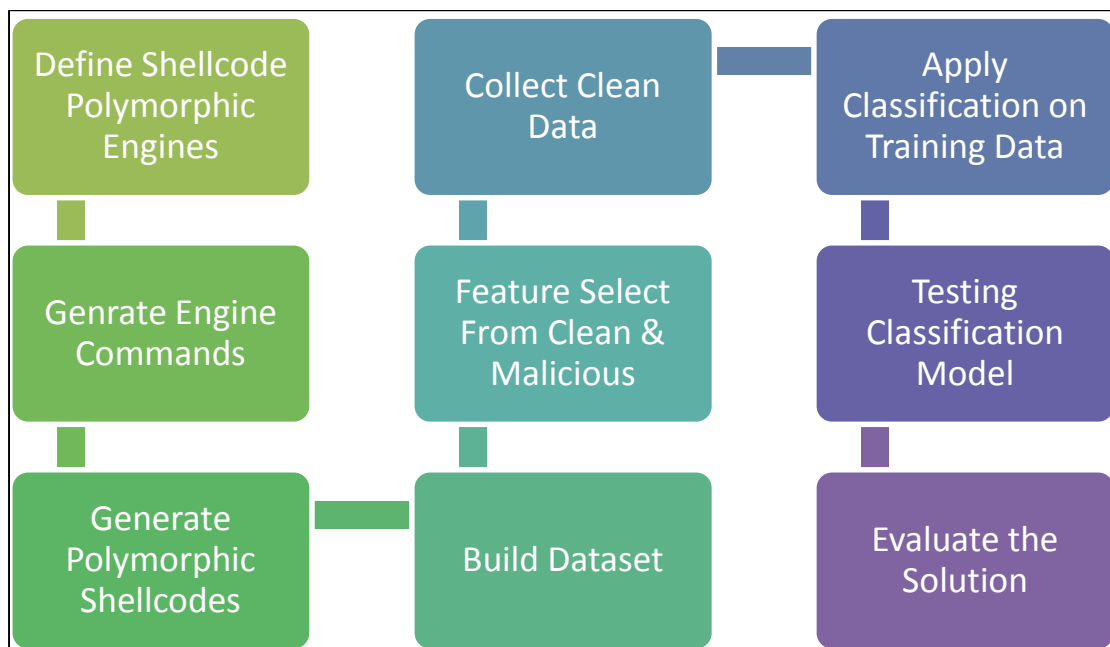 Define Shellcode
Polymorphic
Engines
Genrate Engine
Commands
Generate
Polymorphic
Shellcodes
Build Dataset
Feature Select
From Clean &
Malicious
Collect Clean
Data
Apply
Classification on
Training Data
Testing
Classification
Model
Evaluate the
Solution